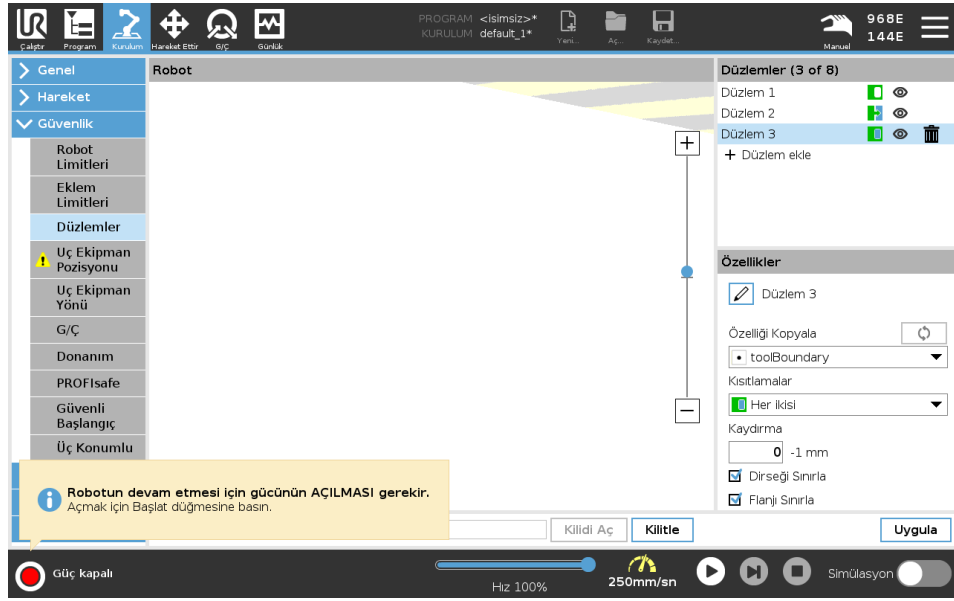 PROGRAM <isimsiz>*
KURULUM default_1*
Çalıştır
Program
Kurulum
Hareket Ettir
G/Ç
Günlük
Yeni...
Aç...
Kaydet...
Manuel
968E
144E
Genel
Hareket
Güvenlik
Robot
Limitleri
Eklem
Limitleri
Düzlemler
Uç Ekipman
Pozisyonu
Uç Ekipman
Yönü
G/Ç
Donanım
PROFIsafe
Güvenli
Başlangıç
Üç Konumlu
Robot
Düzlemler (3 of 8)
Düzlem 1
Düzlem 2
Düzlem 3
+ Düzlem ekle
Özellikler
Düzlem 3
Özelliği Kopyala
toolBoundary
Kısıtlamalar
Her ikisi
Kaydırma
0 -1 mm
Dirseği Sınırla
Flanjı Sınırla
Robotun devam etmesi için gücünün AÇILMASI gerekir.
Açmak için Başlat düğmesine basın.
Kilidi Aç
Kilitle
Uygula
Güç kapalı
Hız 100%
250mm/sn
Simülasyon